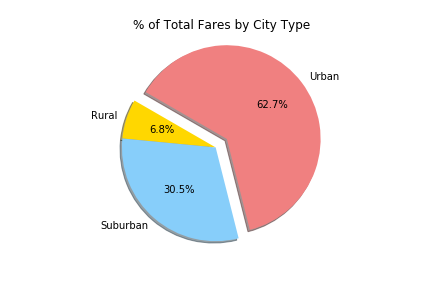 % of Total Fares by City Type
Urban
62.7%
Rural
6.8%
30.5%
Suburban